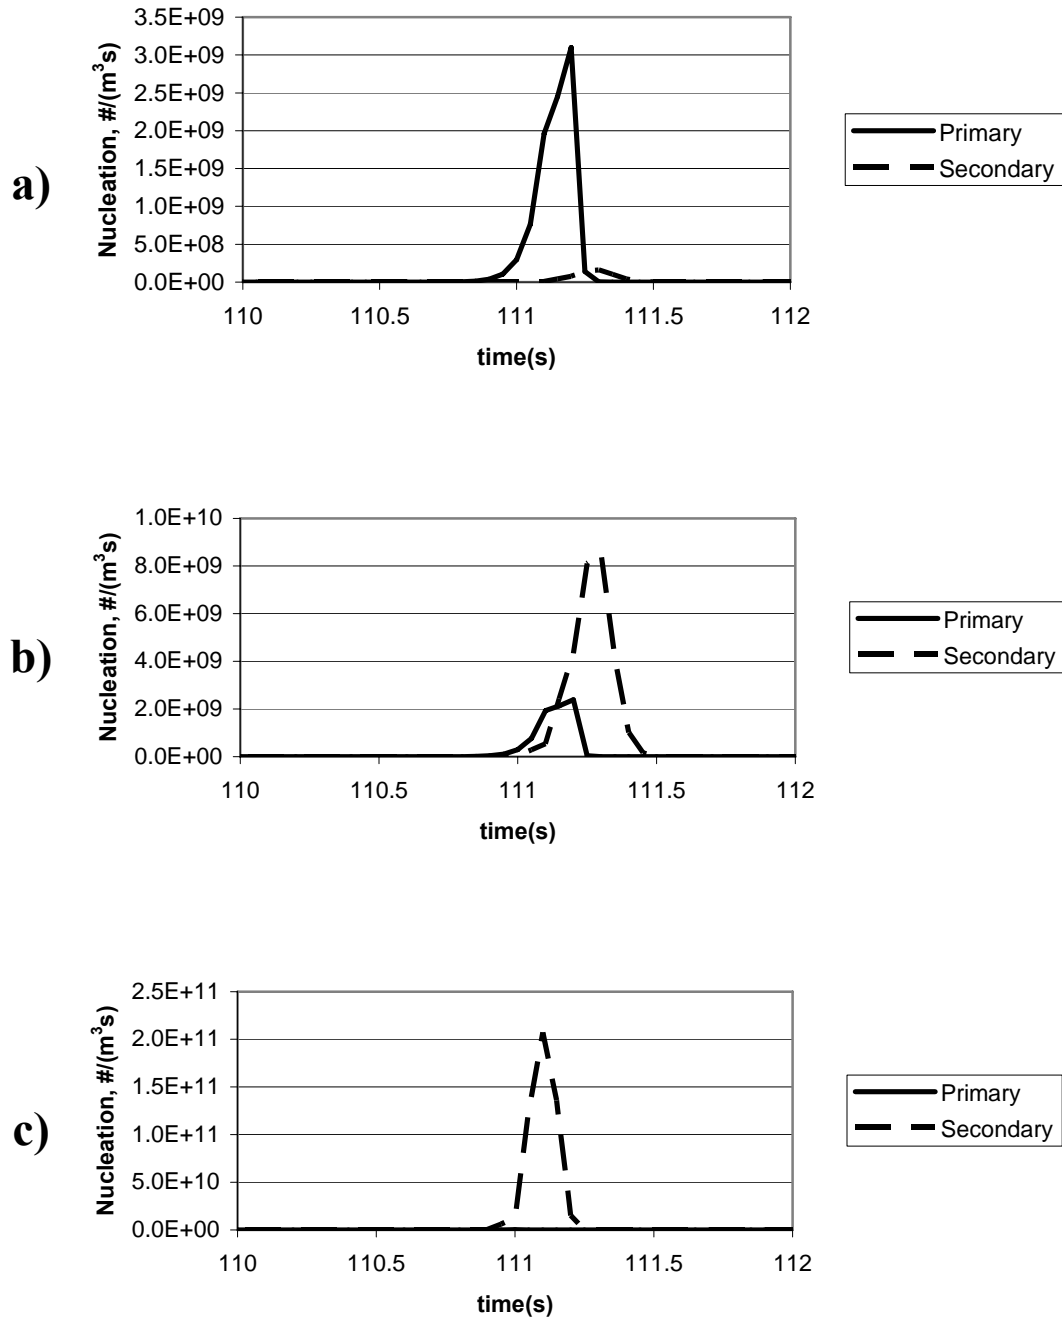 a)
Nucleation, #/(m³s)
3.5E+09
3.0E+09
2.5E+09
2.0E+09
1.5E+09
1.0E+09
5.0E+08
0.0E+00
110 110.5 111 111.5 112
time(s)
Primary
Secondary
b)
Nucleation, #/(m³s)
1.0E+10
8.0E+09
6.0E+09
4.0E+09
2.0E+09
0.0E+00
110 110.5 111 111.5 112
time(s)
Primary
Secondary
c)
Nucleation, #/(m³s)
2.5E+11
2.0E+11
1.5E+11
1.0E+11
5.0E+10
0.0E+00
110 110.5 111 111.5 112
time(s)
Primary
Secondary